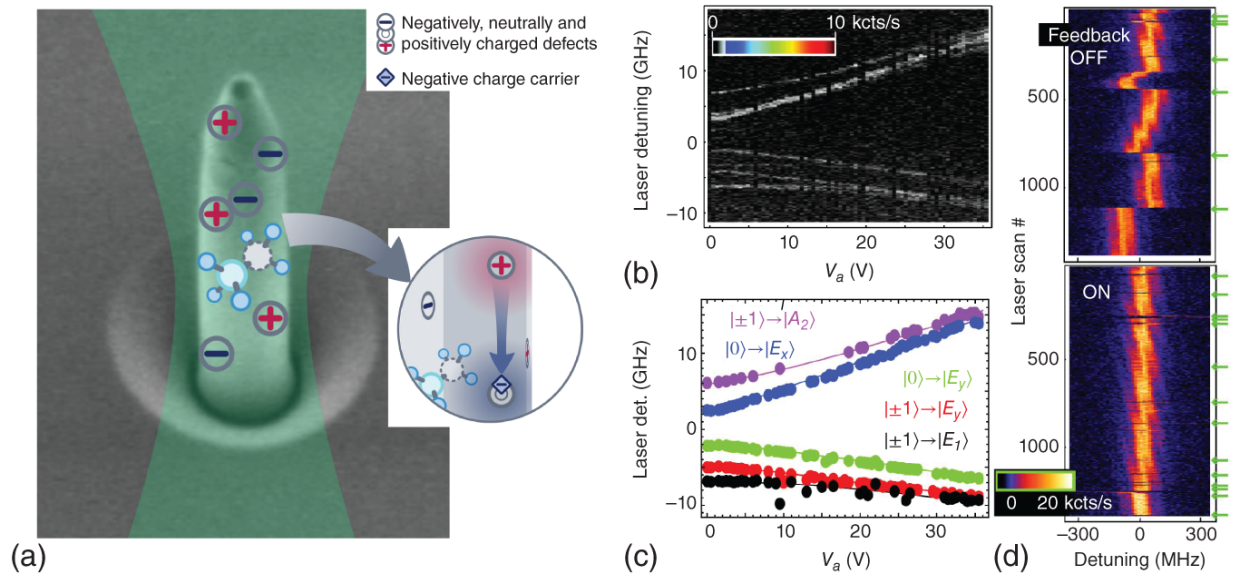 Negatively, neutrally and
positively charged defects
Negative charge carrier
(a)
0 10 kcts/s
Laser detuning (GHz)
10
0
−10
0 10 20 30
V_a (V)
(b)
|±1⟩→|A_2⟩
|0⟩→|E_x⟩
|0⟩→|E_y⟩
|±1⟩→|E_y⟩
|±1⟩→|E_1⟩
Laser det. (GHz)
10
0
−10
0 10 20 30
V_a (V)
(c)
Feedback
OFF
500
1000
Laser scan #
ON
500
1000
0 20 kcts/s
−300 0 300
Detuning (MHz)
(d)